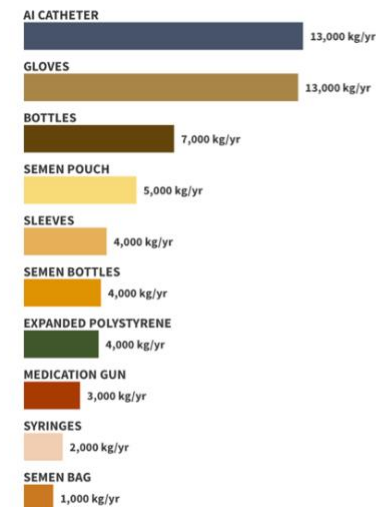 AI CATHETER
13,000 kg/yr
GLOVES
13,000 kg/yr
BOTTLES
7,000 kg/yr
SEMEN POUCH
5,000 kg/yr
SLEEVES
4,000 kg/yr
SEMEN BOTTLES
4,000 kg/yr
EXPANDED POLYSTYRENE
4,000 kg/yr
MEDICATION GUN
3,000 kg/yr
SYRINGES
2,000 kg/yr
SEMEN BAG
1,000 kg/yr